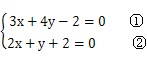 3x + 4y − 2 = 0 ①
2x + y + 2 = 0 ②